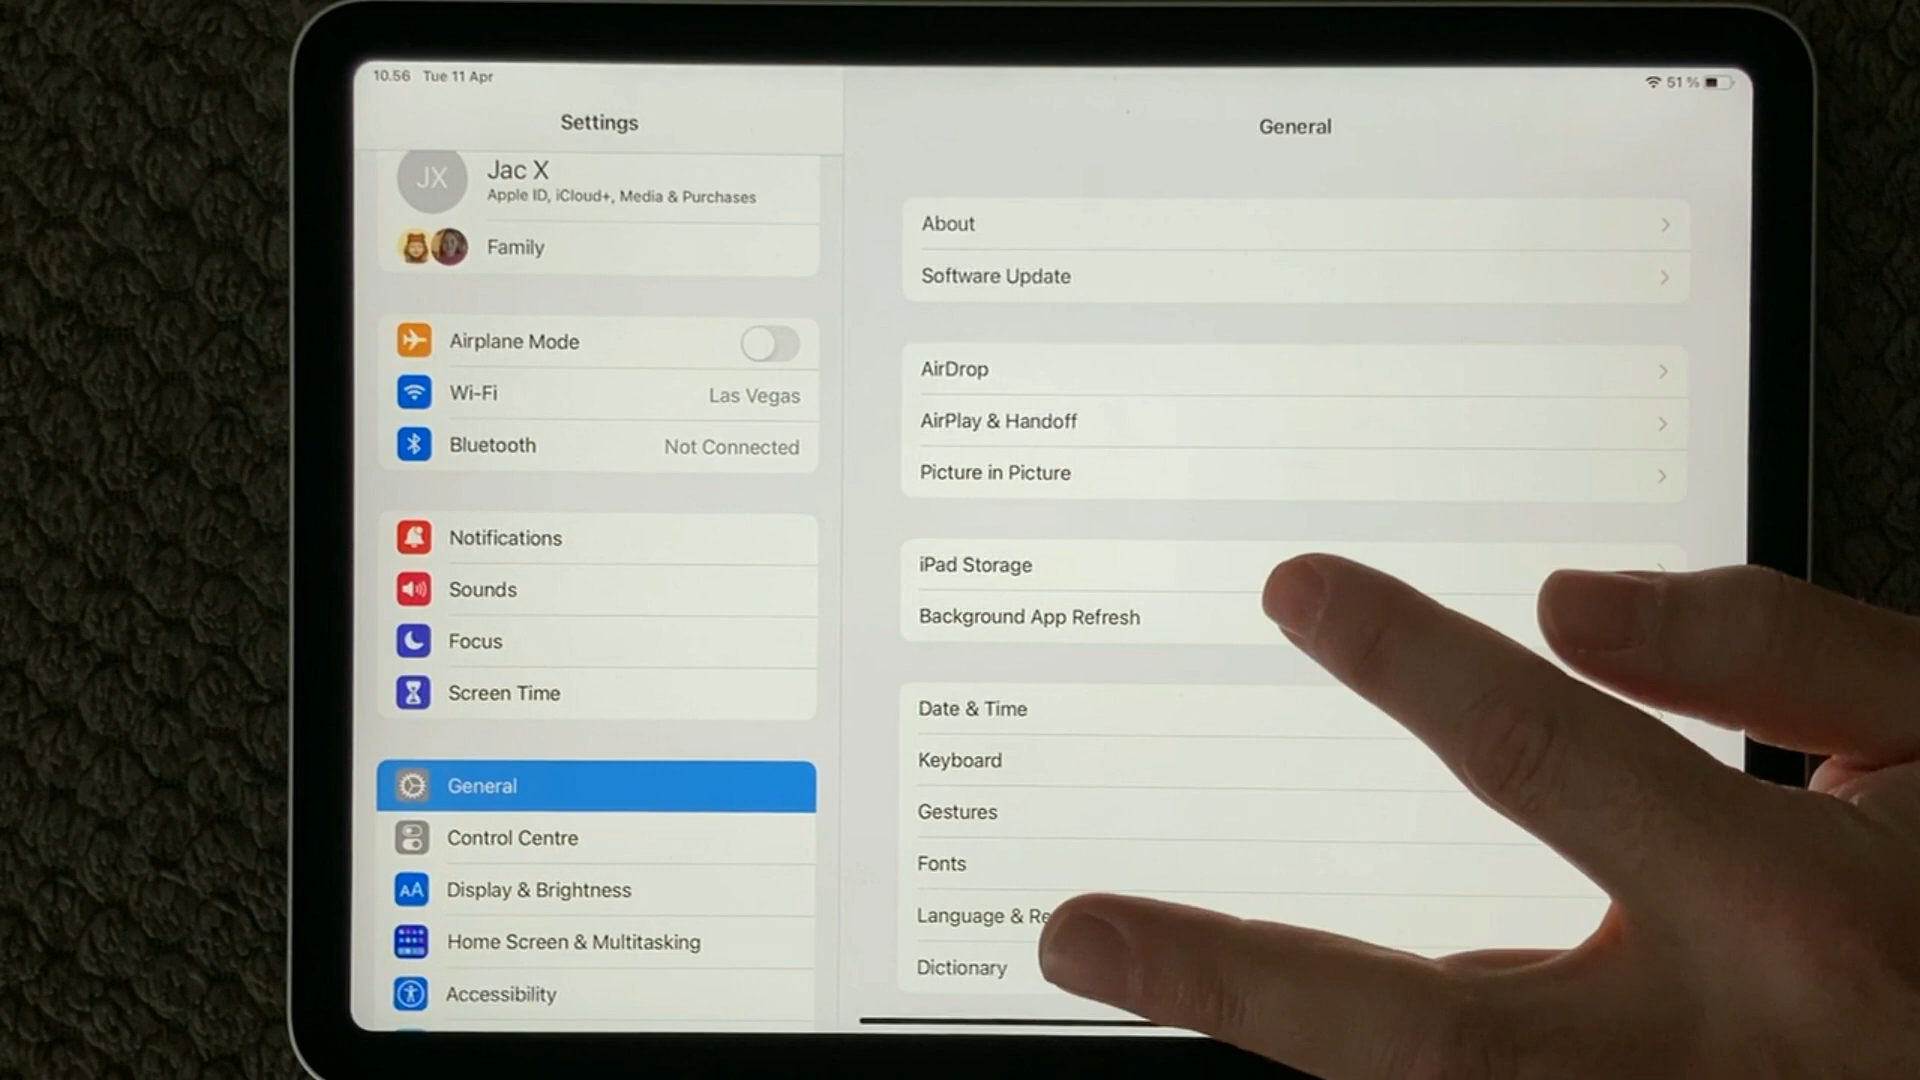 10.56 Tue 11 Apr
51 %
Settings
JX
Jac X
Apple ID, iCloud+, Media & Purchases
Family
Airplane Mode
Wi-Fi
Las Vegas
Bluetooth
Not Connected
Notifications
Sounds
Focus
Screen Time
General
Control Centre
AA
Display & Brightness
Home Screen & Multitasking
Accessibility
General
About
Software Update
AirDrop
AirPlay & Handoff
Picture in Picture
iPad Storage
Background App Refresh
Date & Time
Keyboard
Gestures
Fonts
Language &
Dictionary